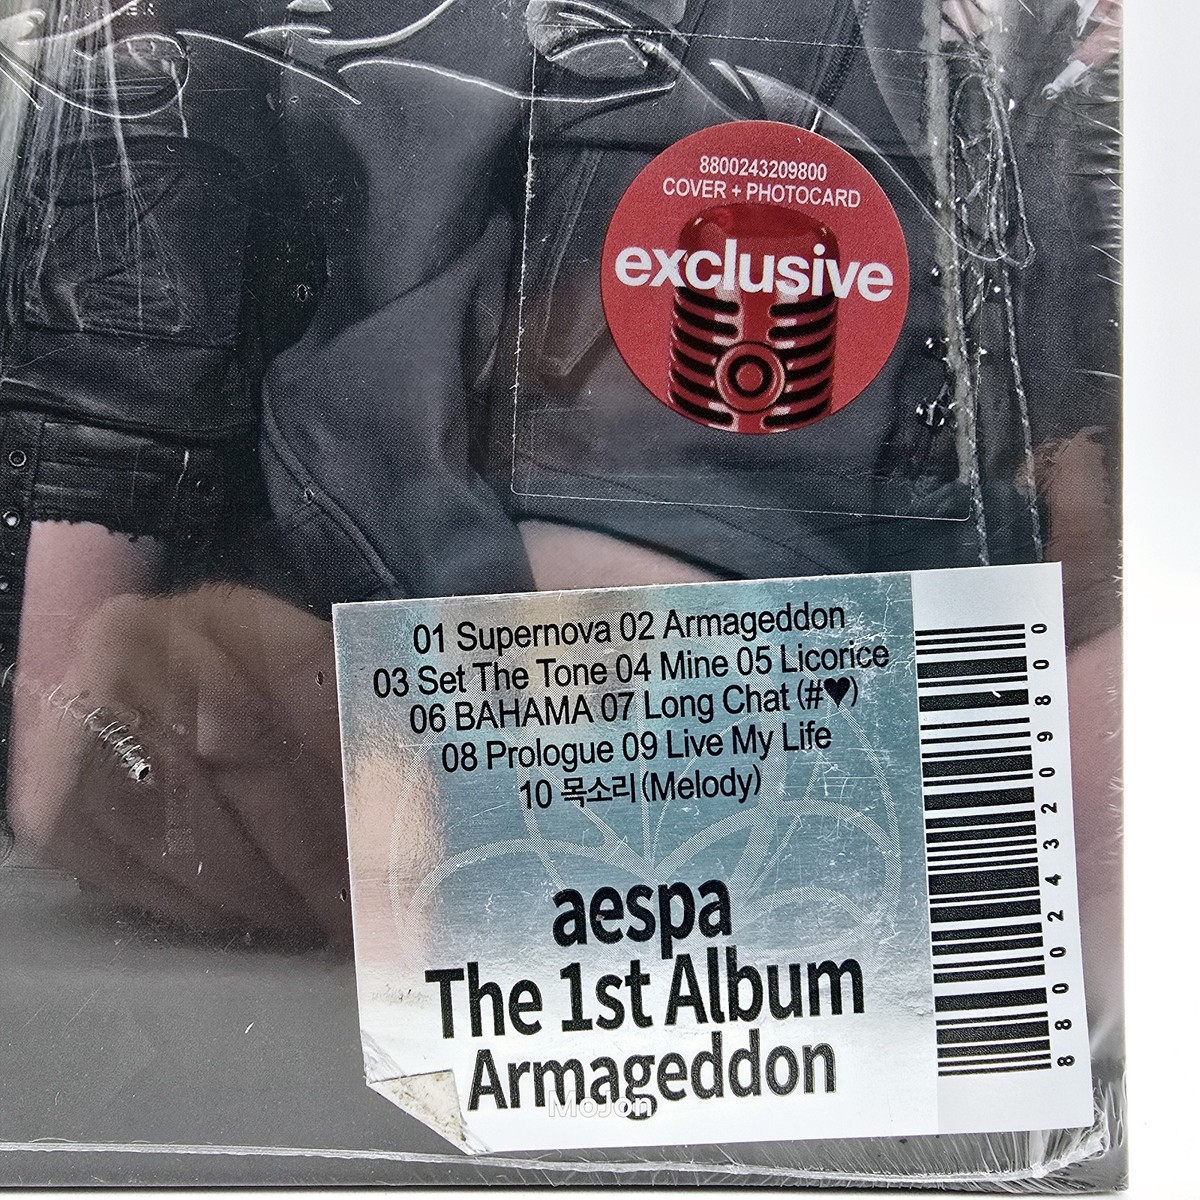 8800243209800
COVER + PHOTOCARD
exclusive
01 Supernova 02 Armageddon
03 Set The Tone 04 Mine 05 Licorice
06 BAHAMA 07 Long Chat (#♥)
08 Prologue 09 Live My Life
10 목소리 (Melody)
aespa
The 1st Album
Armageddon
8800243209800
MoJon